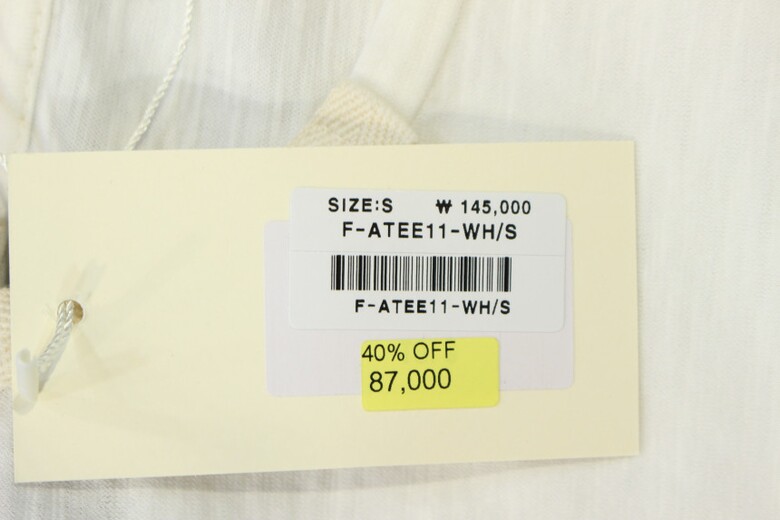 SIZE:S ₩ 145,000
F-ATEE11-WH/S
F-ATEE11-WH/S
40% OFF
87,000